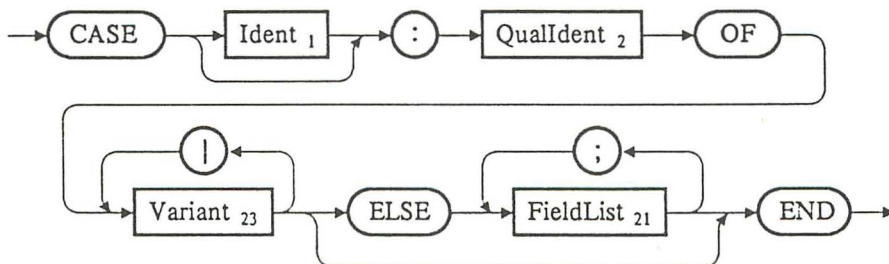 CASE Ident 1 : QualIdent 2 OF
|
;
Variant 23 ELSE FieldList 21 END